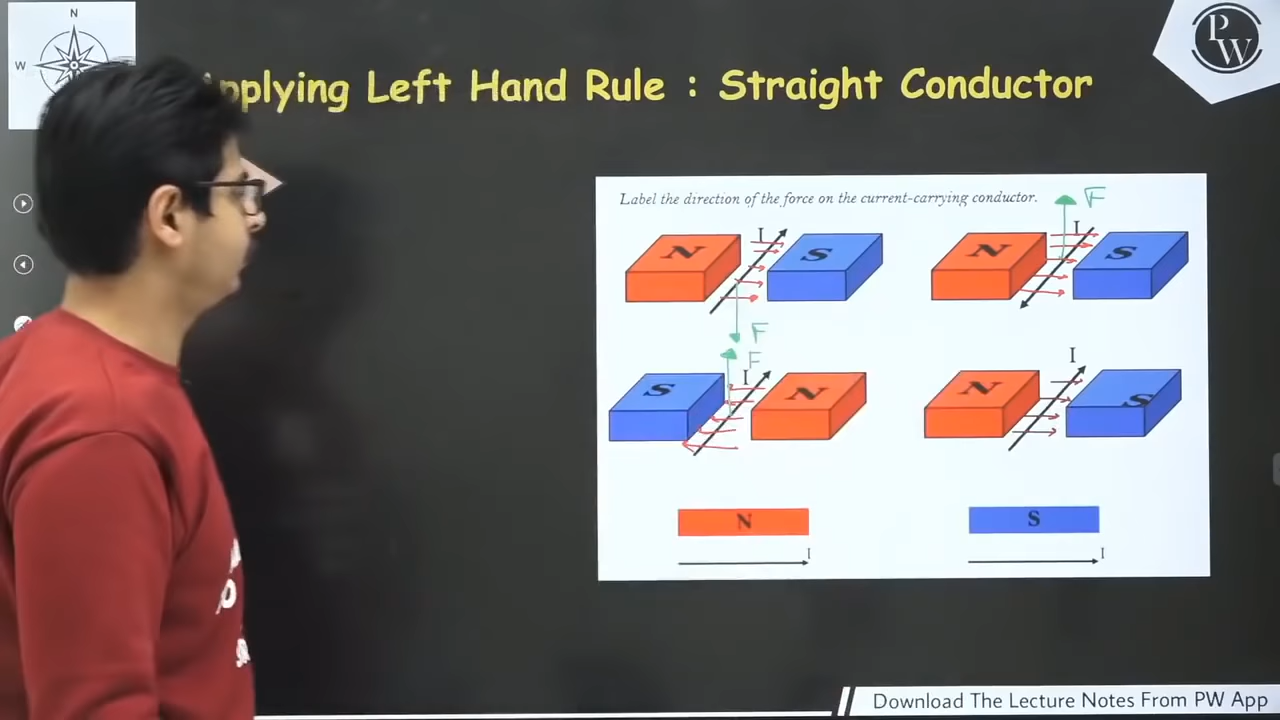 N
W
pplying Left Hand Rule : Straight Conductor
P
W
Label the direction of the force on the current-carrying conductor.
F
N
I
S
N
I
S
F
F
S
I
N
N
I
S
N
S
I
I
Download The Lecture Notes From PW App